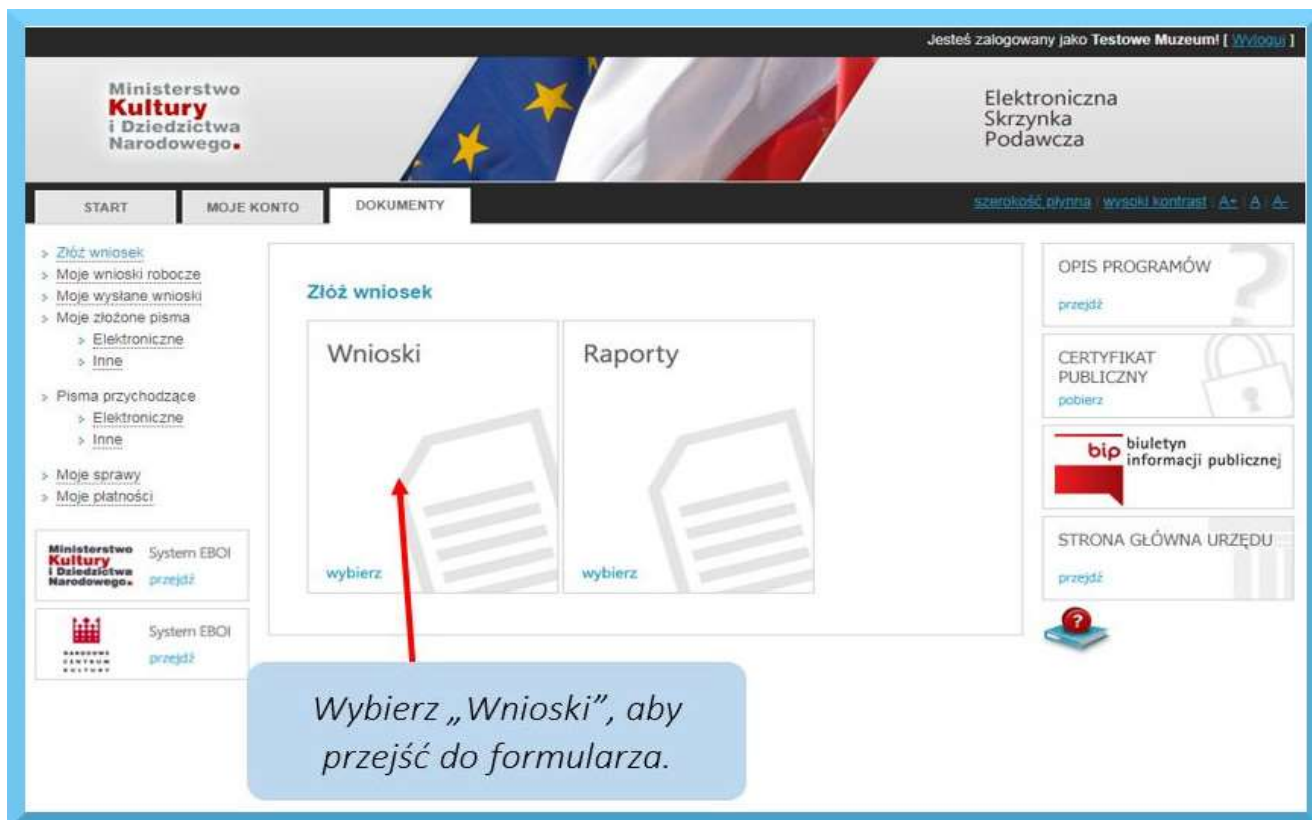 Jesteś zalogowany jako Testowe Muzeum! [ Wyloguj ]
Ministerstwo
Kultury
i Dziedzictwa
Narodowego.
Elektroniczna
Skrzynka
Podawcza
START
MOJE KONTO
DOKUMENTY
szerokość płynna | wysoki kontrast | A+ | A | A-
Złóż wniosek
Moje wnioski robocze
Moje wysłane wnioski
Moje złożone pisma
Elektroniczne
Inne
Pisma przychodzące
Elektroniczne
Inne
Moje sprawy
Moje płatności
Ministerstwo
Kultury
i Dziedzictwa
Narodowego.
System EBOI
przejdź
NARODOWE
CENTRUM
KULTURY
System EBOI
przejdź
Złóż wniosek
Wnioski
wybierz
Raporty
wybierz
OPIS PROGRAMÓW
?
przejdź
CERTYFIKAT
PUBLICZNY
pobierz
bip biuletyn
informacji publicznej
STRONA GŁÓWNA URZĘDU
przejdź
?
Wybierz „Wnioski”, aby
przejść do formularza.